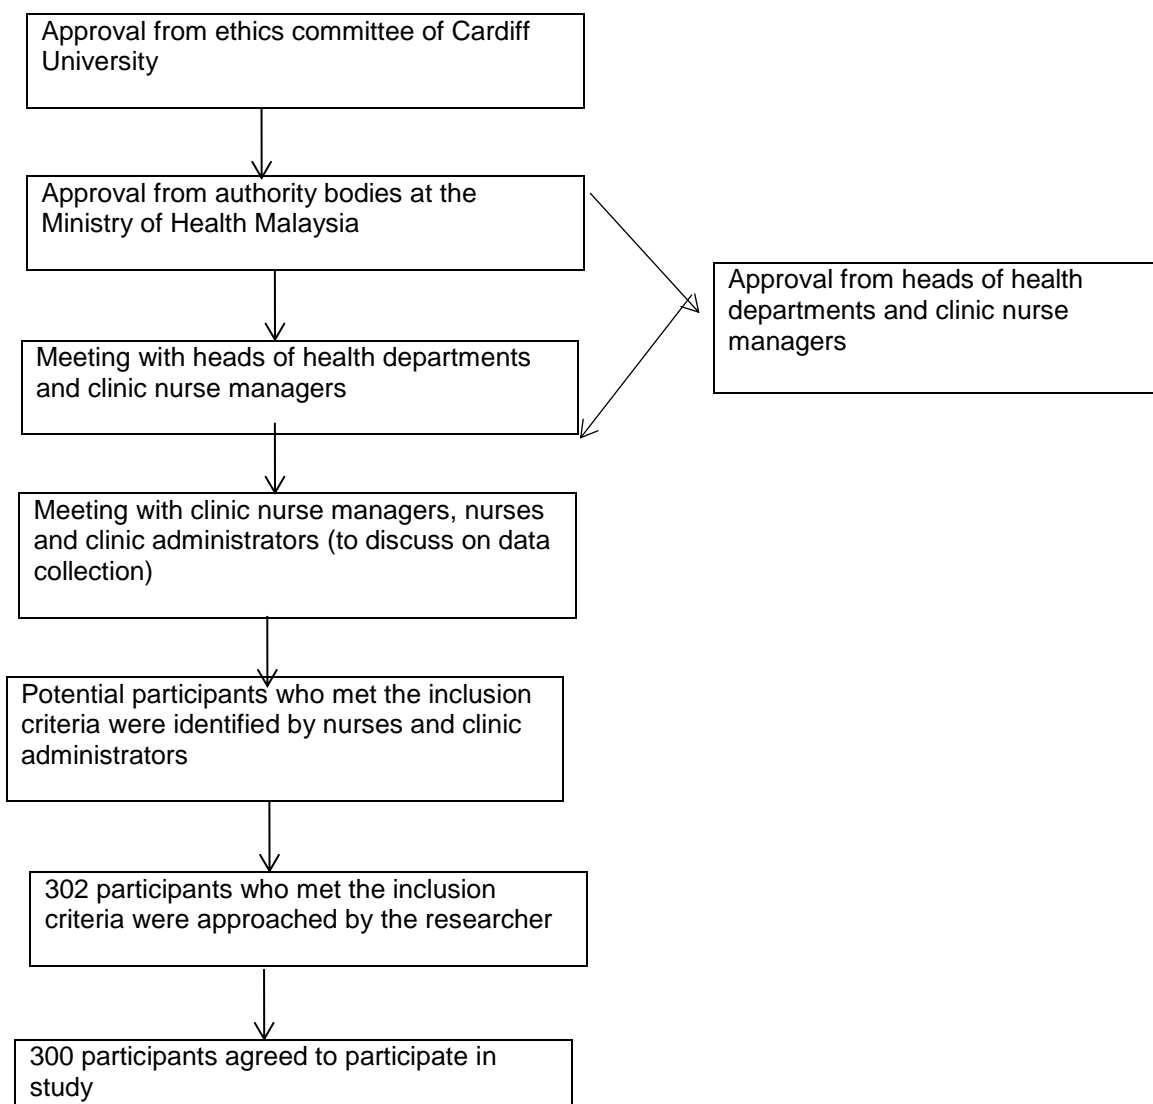 Approval from ethics committee of Cardiff
University
Approval from authority bodies at the
Ministry of Health Malaysia
Approval from heads of health
departments and clinic nurse
managers
Meeting with heads of health departments
and clinic nurse managers
Meeting with clinic nurse managers, nurses
and clinic administrators (to discuss on data
collection)
Potential participants who met the inclusion
criteria were identified by nurses and clinic
administrators
302 participants who met the inclusion
criteria were approached by the researcher
300 participants agreed to participate in
study